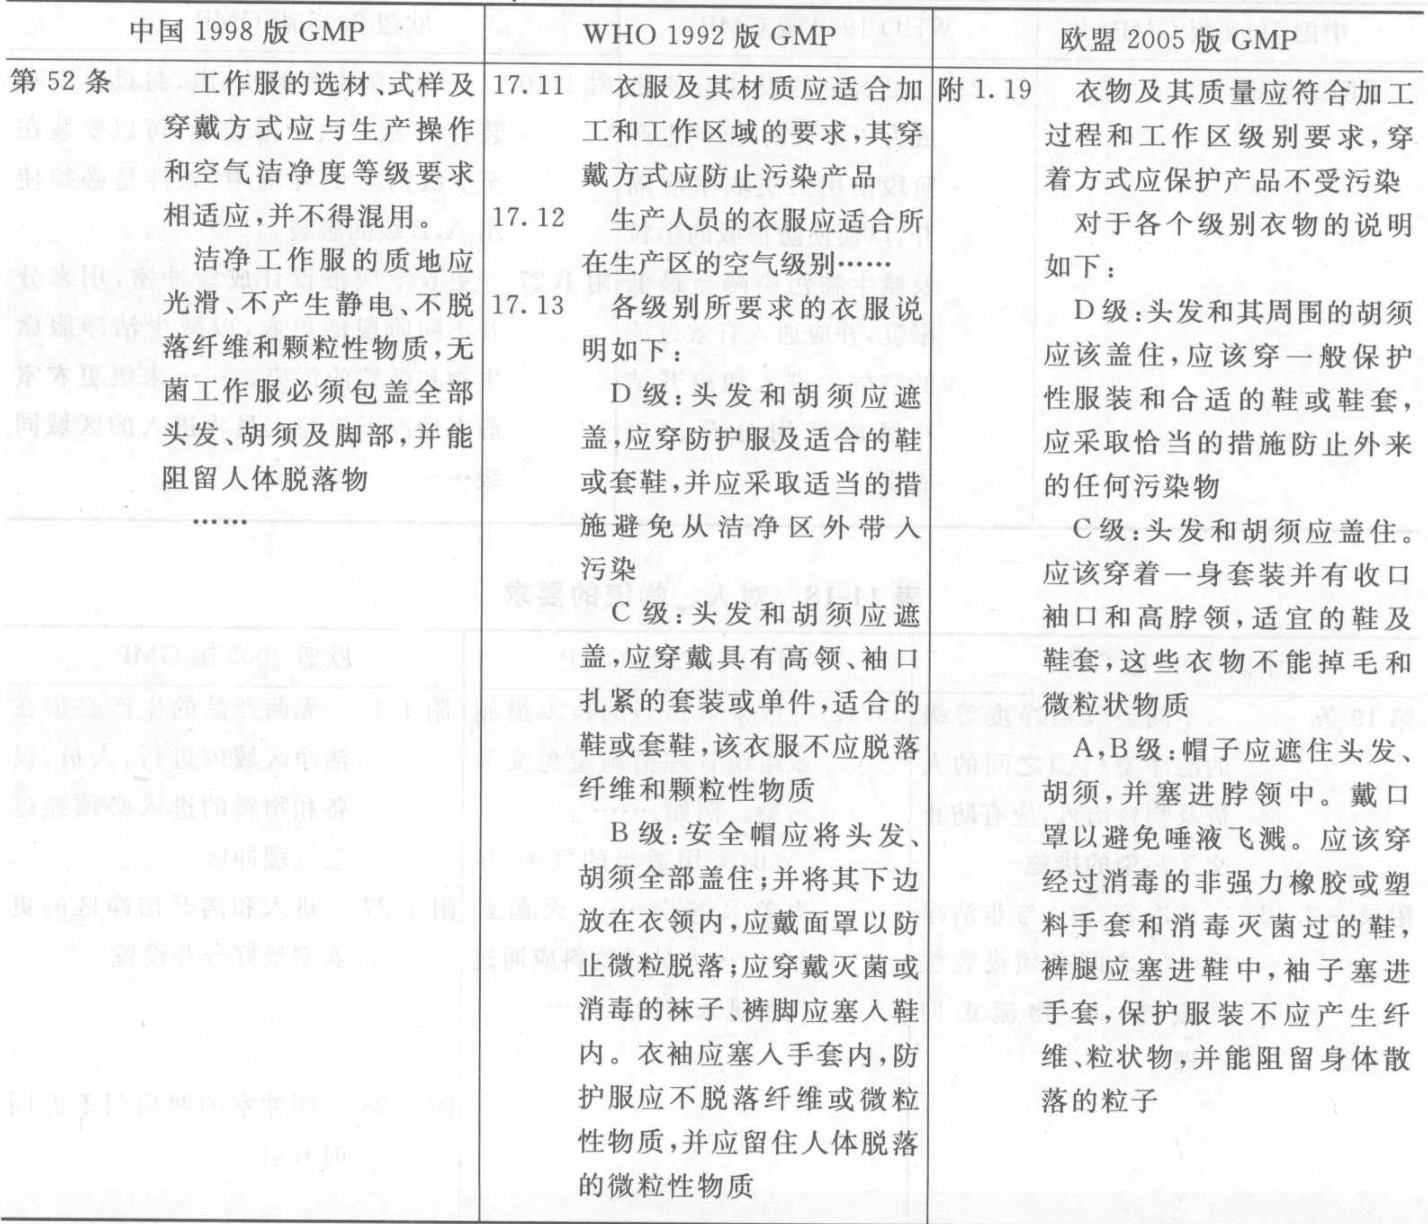 中国 1998 版 GMP
WHO 1992 版 GMP
欧盟 2005 版 GMP
第 52 条 工作服的选材、式样及
穿戴方式应与生产操作
和空气洁净度等级要求
相适应,并不得混用。
洁净工作服的质地应
光滑、不产生静电、不脱
落纤维和颗粒性物质,无
菌工作服必须包盖全部
头发、胡须及脚部,并能
阻留人体脱落物
……
17.11 衣服及其材质应适合加
工和工作区域的要求,其穿
戴方式应防止污染产品
17.12 生产人员的衣服应适合所
在生产区的空气级别……
17.13 各级别所要求的衣服说
明如下:
D 级:头发和胡须应遮
盖,应穿防护服及适合的鞋
或套鞋,并应采取适当的措
施避免从洁净区外带入
污染
C 级:头发和胡须应遮
盖,应穿戴具有高领、袖口
扎紧的套装或单件,适合的
鞋或套鞋,该衣服不应脱落
纤维和颗粒性物质
B 级:安全帽应将头发、
胡须全部盖住;并将其下边
放在衣领内,应戴面罩以防
止微粒脱落;应穿戴灭菌或
消毒的袜子、裤脚应塞入鞋
内。衣袖应塞入手套内,防
护服应不脱落纤维或微粒
性物质,并应留住人体脱落
的微粒性物质
附 1.19 衣物及其质量应符合加工
过程和工作区级别要求,穿
着方式应保护产品不受污染
对于各个级别衣物的说明
如下:
D 级:头发和其周围的胡须
应该盖住,应该穿一般保护
性服装和合适的鞋或鞋套,
应采取恰当的措施防止外来
的任何污染物
C 级:头发和胡须应盖住。
应该穿着一身套装并有收口
袖口和高脖领,适宜的鞋及
鞋套,这些衣物不能掉毛和
微粒状物质
A,B 级:帽子应遮住头发、
胡须,并塞进脖领中。戴口
罩以避免唾液飞溅。应该穿
经过消毒的非强力橡胶或塑
料手套和消毒灭菌过的鞋,
裤腿应塞进鞋中,袖子塞进
手套,保护服装不应产生纤
维、粒状物,并能阻留身体散
落的粒子